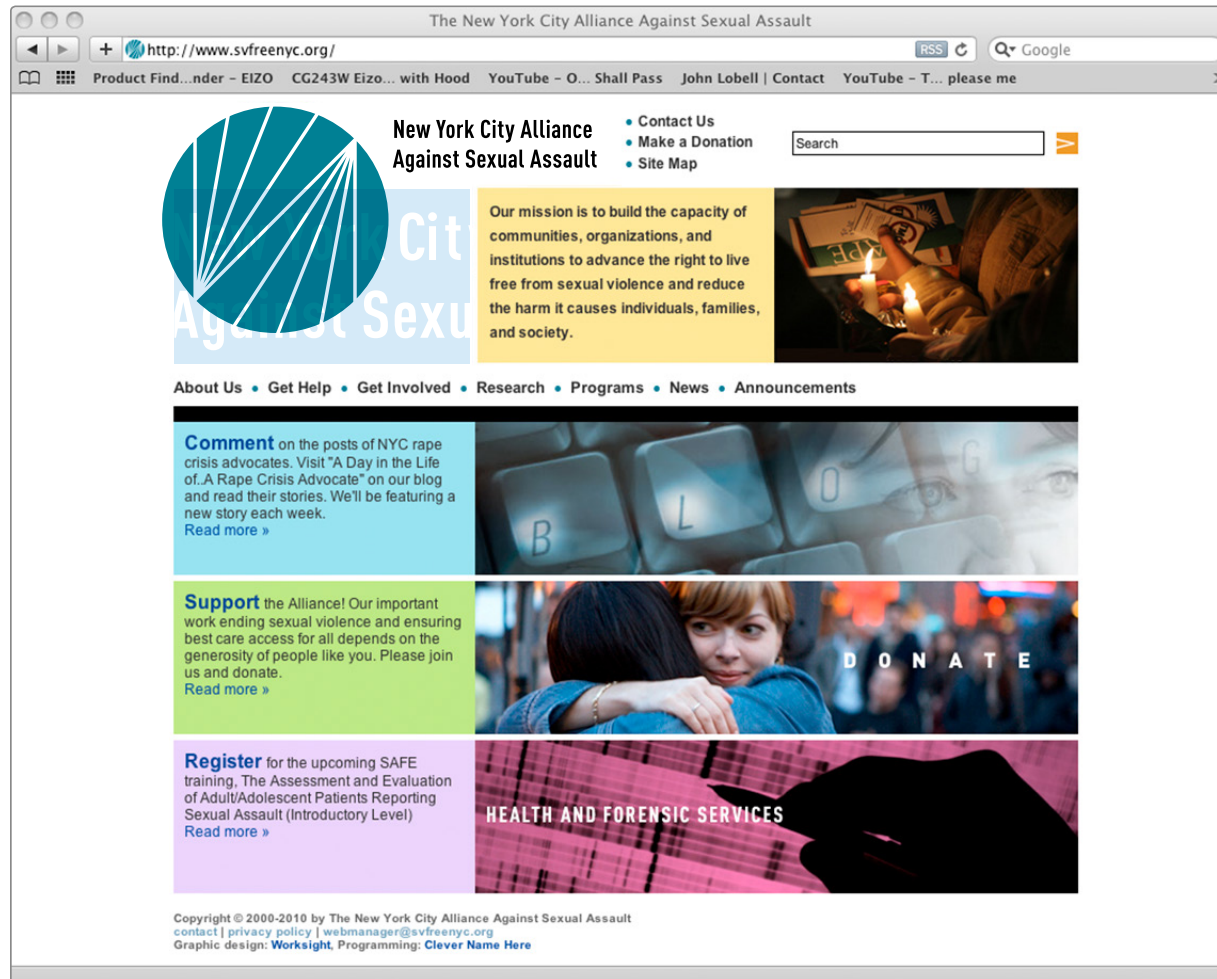 The New York City Alliance Against Sexual Assault
http://www.svfreenyc.org/
RSS
Google
Product Find...nder – EIZO CG243W Eizo... with Hood YouTube – O... Shall Pass John Lobell | Contact YouTube – T... please me
New York City Alliance
Against Sexual Assault
• Contact Us
• Make a Donation
• Site Map
Search
New York Cit
Against Sexu
Our mission is to build the capacity of
communities, organizations, and
institutions to advance the right to live
free from sexual violence and reduce
the harm it causes individuals, families,
and society.
About Us • Get Help • Get Involved • Research • Programs • News • Announcements
Comment on the posts of NYC rape
crisis advocates. Visit "A Day in the Life
of..A Rape Crisis Advocate" on our blog
and read their stories. We'll be featuring a
new story each week.
Read more »
B L O G
Support the Alliance! Our important
work ending sexual violence and ensuring
best care access for all depends on the
generosity of people like you. Please join
us and donate.
Read more »
DONATE
Register for the upcoming SAFE
training, The Assessment and Evaluation
of Adult/Adolescent Patients Reporting
Sexual Assault (Introductory Level)
Read more »
HEALTH AND FORENSIC SERVICES
Copyright © 2000-2010 by The New York City Alliance Against Sexual Assault
contact | privacy policy | webmanager@svfreenyc.org
Graphic design: Worksight, Programming: Clever Name Here